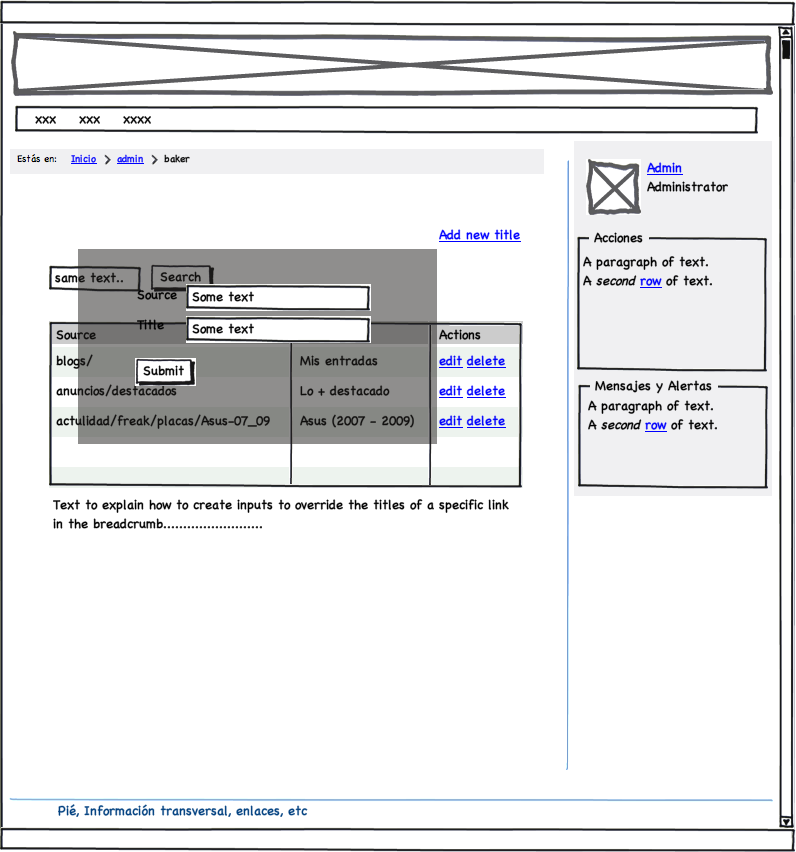 xxx xxx xxxx
Estás en: Inicio > admin > baker
Admin
Administrator
Add new title
Acciones
A paragraph of text.
A second row of text.
same text.. Search
Source Some text
Title Some text
Source Actions
Submit
blogs/ Mis entradas edit delete
anuncios/destacados Lo + destacado edit delete
actulidad/freak/placas/Asus-07_09 Asus (2007 - 2009) edit delete
Mensajes y Alertas
A paragraph of text.
A second row of text.
Text to explain how to create inputs to override the titles of a specific link
in the breadcrumb.........................
Pié, Información transversal, enlaces, etc